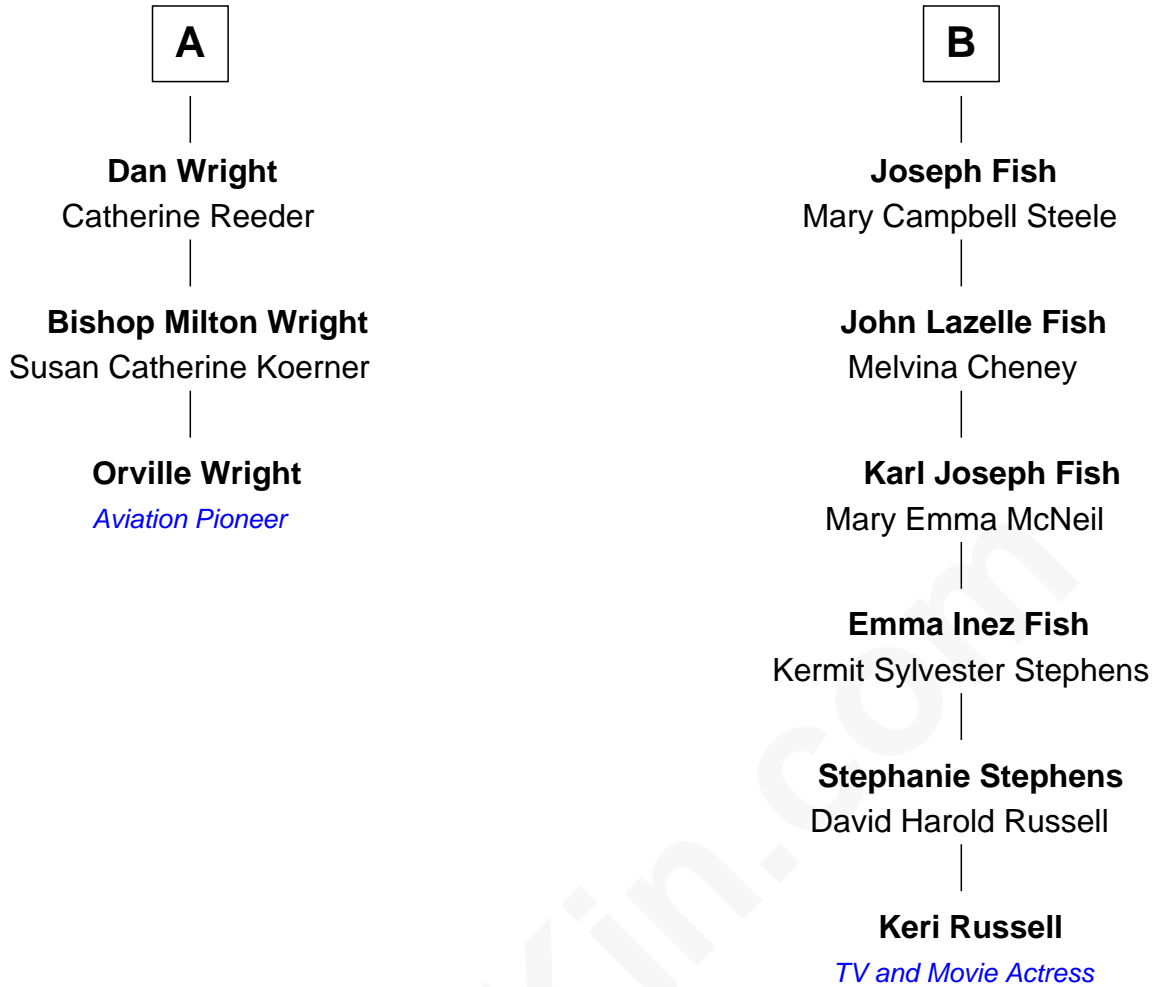 A
Dan Wright
Catherine Reeder
Bishop Milton Wright
Susan Catherine Koerner
Orville Wright
Aviation Pioneer
B
Joseph Fish
Mary Campbell Steele
John Lazelle Fish
Melvina Cheney
Karl Joseph Fish
Mary Emma McNeil
Emma Inez Fish
Kermit Sylvester Stephens
Stephanie Stephens
David Harold Russell
Keri Russell
TV and Movie Actress
Kin.com